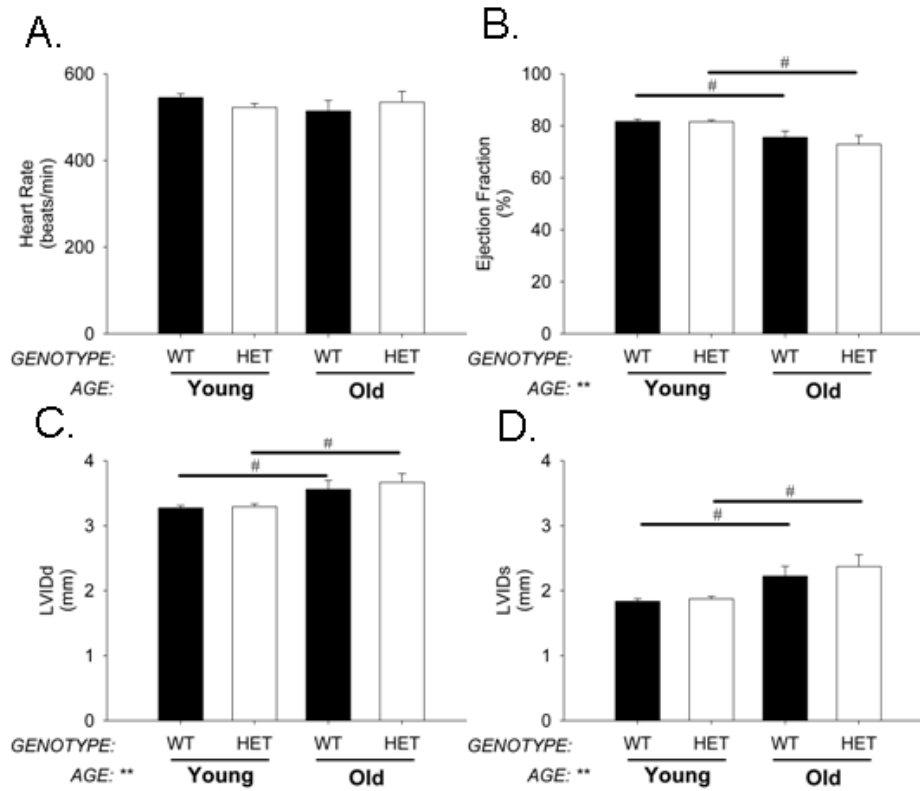 A.
600
400
200
0
Heart Rate
(beats/min)
GENOTYPE: WT HET WT HET
AGE: Young Old
B.
100
80
60
40
20
0
Ejection Fraction
(%)
#
#
GENOTYPE: WT HET WT HET
AGE: ** Young Old
C.
4
3
2
1
0
LVIDd
(mm)
#
#
GENOTYPE: WT HET WT HET
AGE: ** Young Old
D.
4
3
2
1
0
LVIDs
(mm)
#
#
GENOTYPE: WT HET WT HET
AGE: ** Young Old